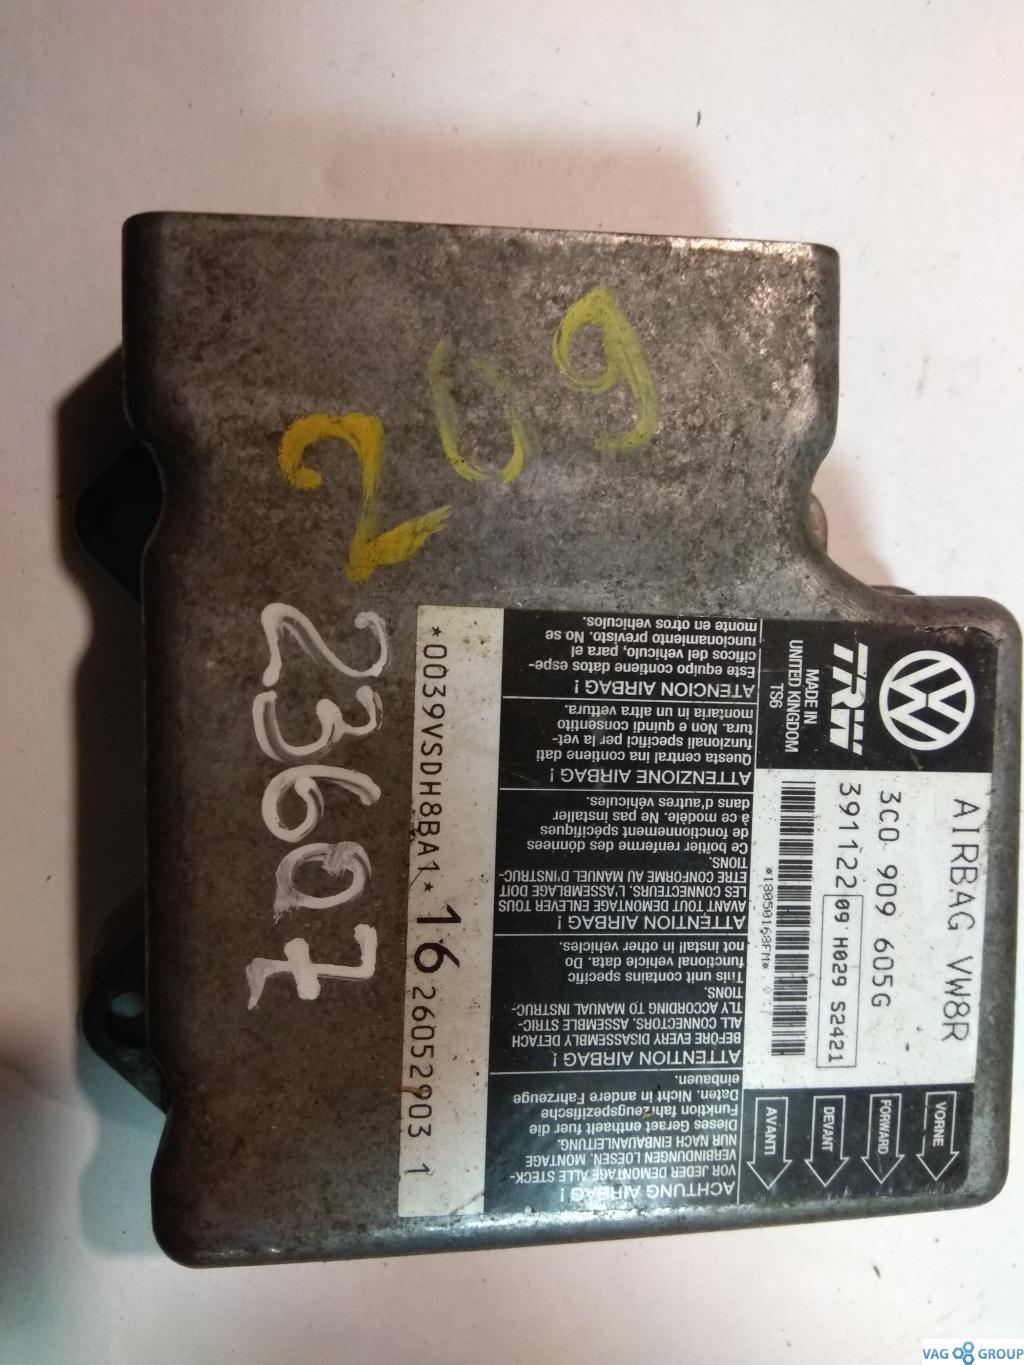 209
23607
AIRBAG VW8R
3C0 909 605G
39112209 H029 S2421
*18050168FM*
TRW
MADE IN
UNITED KINGDOM
TS6
VORNE
FORWARD
DEVANT
AVANTI
ATENCION AIRBAG !
Este equipo contiene datos espe-
cificos del vehiculo, para el
funcionamiento previsto. No se
monte en otros vehiculos.
ATTENZIONE AIRBAG !
Questa central ina contiene dati
funzionali specifici per la vet-
tura. Non e quindi consentito
montaria in un altra vettura.
ATTENTION AIRBAG !
AVANT TOUT DEMONTAGE ENLEVER TOUS
LES CONNECTEURS. L'ASSEMBLAGE DOIT
ETRE CONFORME AU MANUEL D'INSTRUC-
TIONS.
Ce boîtier renferme des données
de fonctionnement spécifiques
à ce modèle. Ne pas installer
dans d'autres véhicules.
ATTENTION AIRBAG !
BEFORE EVERY DISASSEMBLY DETACH
ALL CONNECTORS. ASSEMBLE STRIC-
TLY ACCORDING TO MANUAL INSTRUC-
TIONS.
This unit contains specific
functional vehicle data. Do
not install in other vehicles.
ACHTUNG AIRBAG !
VOR JEDER DEMONTAGE ALLE STECK-
VERBINDUNGEN LOESEN. MONTAGE
NUR NACH EINBAUANLEITUNG.
Dieses Geraet enthaelt fuer die
Funktion fahrzeugspezifische
Daten. Nicht in andere Fahrzeuge
einbauen.
*0039VSDH8BA1* 16 26052903 1
VAG GROUP